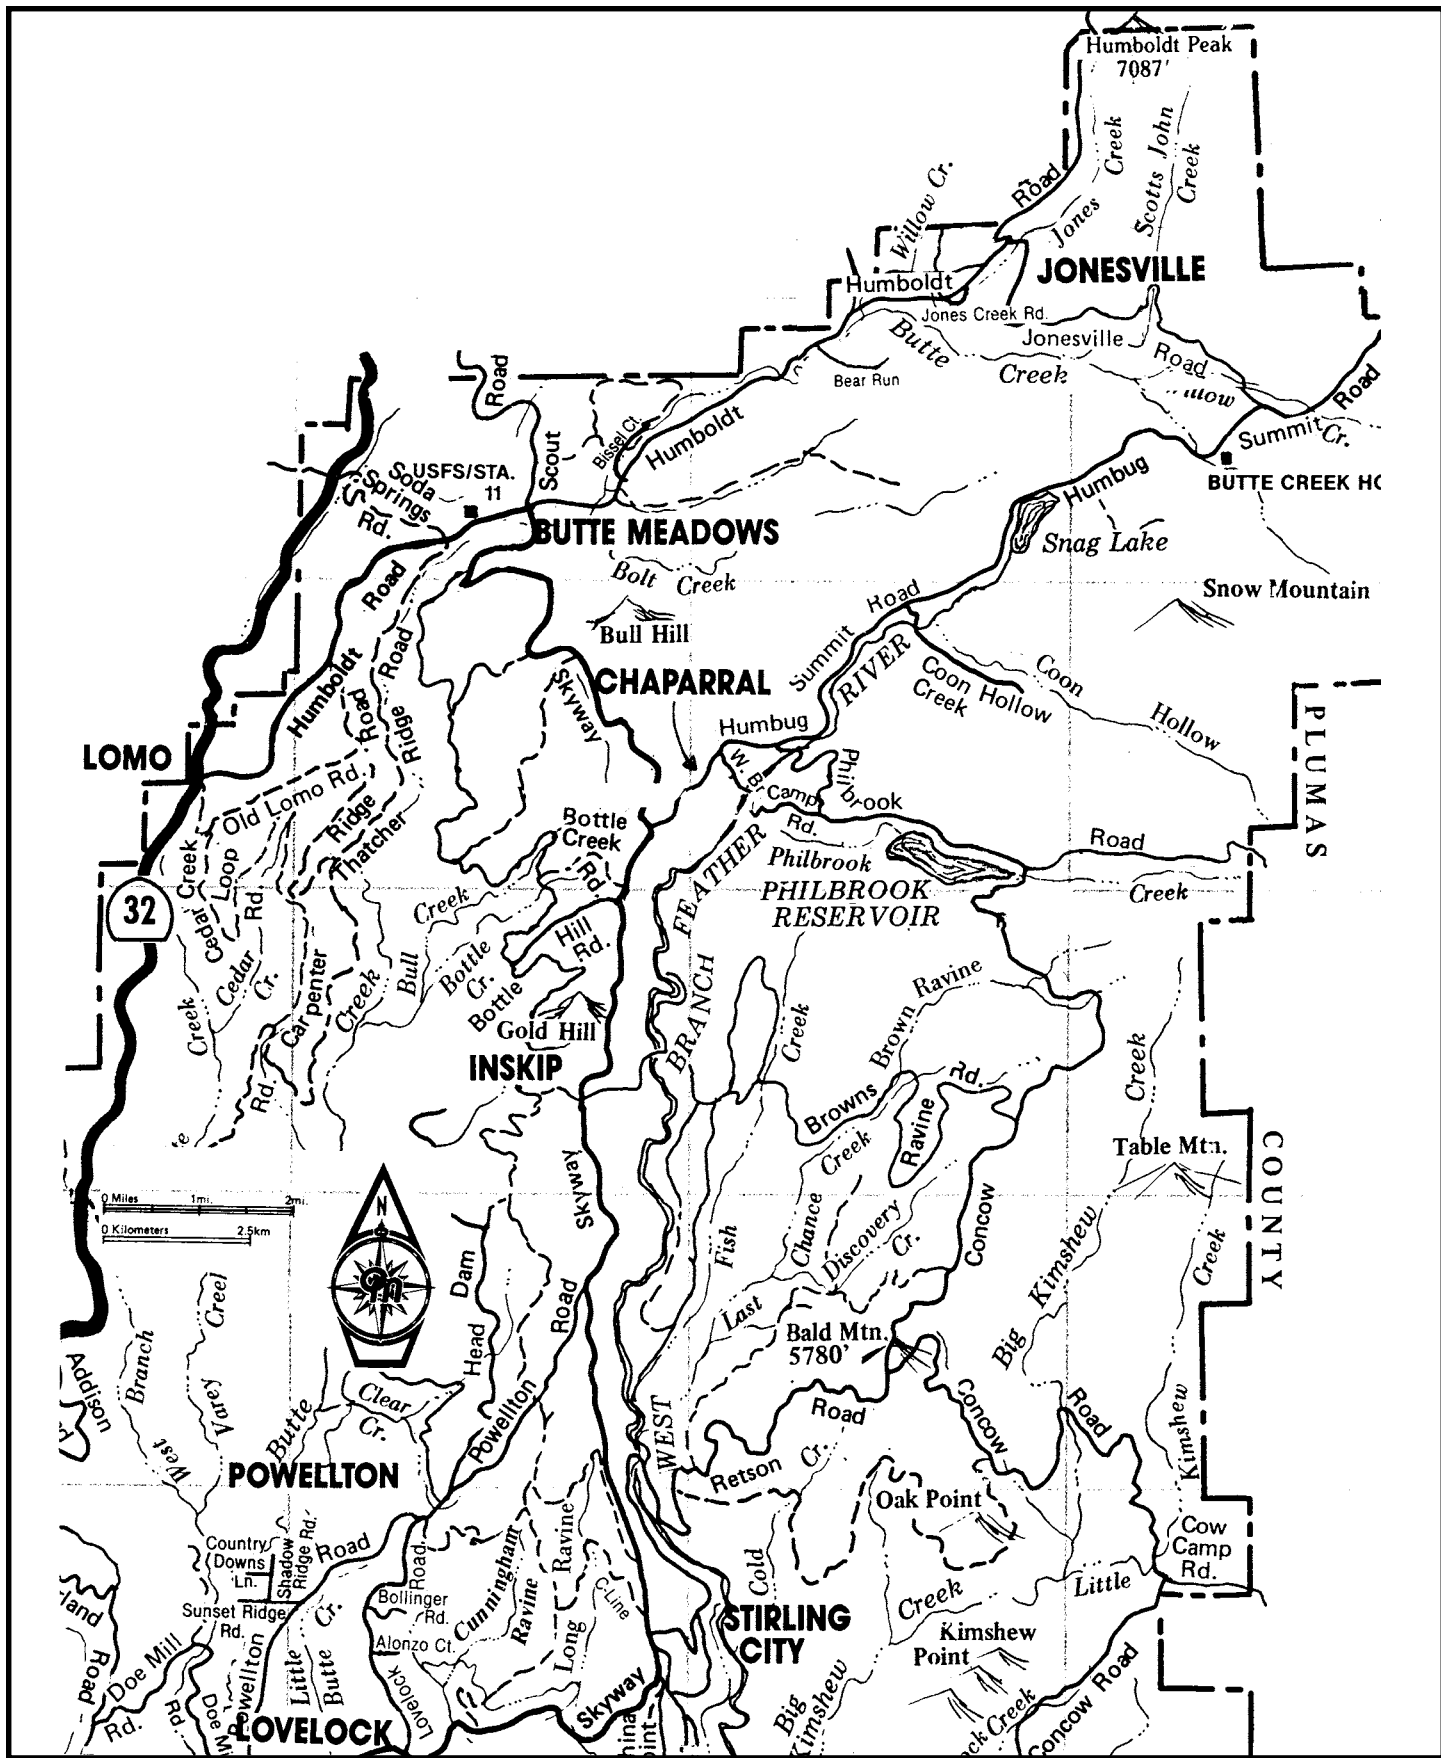 Humboldt Peak
7087'
Creek
Scotts John
Creek
Road
Jones
Willow Cr.
JONESVILLE
Humboldt
Jones Creek Rd.
Butte
Creek
Jonesville
Road
Bear Run
Road
Summit
Cr.
BUTTE CREEK HO
Road
Scout
Bissel Ct.
Humboldt
Soda
Springs
Rd.
USFS/STA.
11
BUTTE MEADOWS
Humbug
Snag Lake
Bolt Creek
Bull Hill
Snow Mountain
Road
Summit
RIVER
Coon Hollow
Creek
Coon
Hollow
CHAPARRAL
Humbug
Skyway
Road
Humboldt
Road
Ridge
Road
LOMO
Old Lomo Rd.
Ridge
Thatcher
Cedar Creek
Loop
Rd.
32
W. Br.
Camp
Rd.
Philbrook
Philbrook
PHILBROOK
RESERVOIR
Road
Creek
PLUMAS
Bottle
Creek
Rd.
FEATHER
Creek
Bull
Bottle
Cr.
Hill
Rd.
Bottle
Gold Hill
INSKIP
Cedar
Cr.
Carpenter
Rd.
Creek
Creek
BRANCH
Creek
Brown
Ravine
Browns
Rd.
Ravine
Creek
Creek
Table Mtn.
COUNTY
0 Miles 1mi. 2mi.
0 Kilometers 2.5km
N
Skyway
Road
Dam
Head
Powellton
Fish
Last
Chance
Discovery
Cr.
Concow
Kimshew
Big
Creek
Kimshew
Bald Mtn.
5780'
Road
Concow
Road
WEST
Retson
Cr.
Oak Point
Addison
Branch
West
Varey
Butte
Clear
Cr.
POWELLTON
Country
Downs
Ln.
Shadow
Ridge Rd.
Road
Sunset Ridge
Rd.
Cr.
Little
Butte
Road
Bollinger
Rd.
Alonzo Ct.
Lovelock
Cunningham
Ravine
Ravine
Long
C-Line
Cold
STIRLING
CITY
Cow
Camp
Rd.
Little
Creek
Kimshew
Point
Big
Kimshew
Creek
Concow Road
Road
Doe Mill
Rd.
Rd.
Powellton
LOVELOCK
Lovelock
Skyway